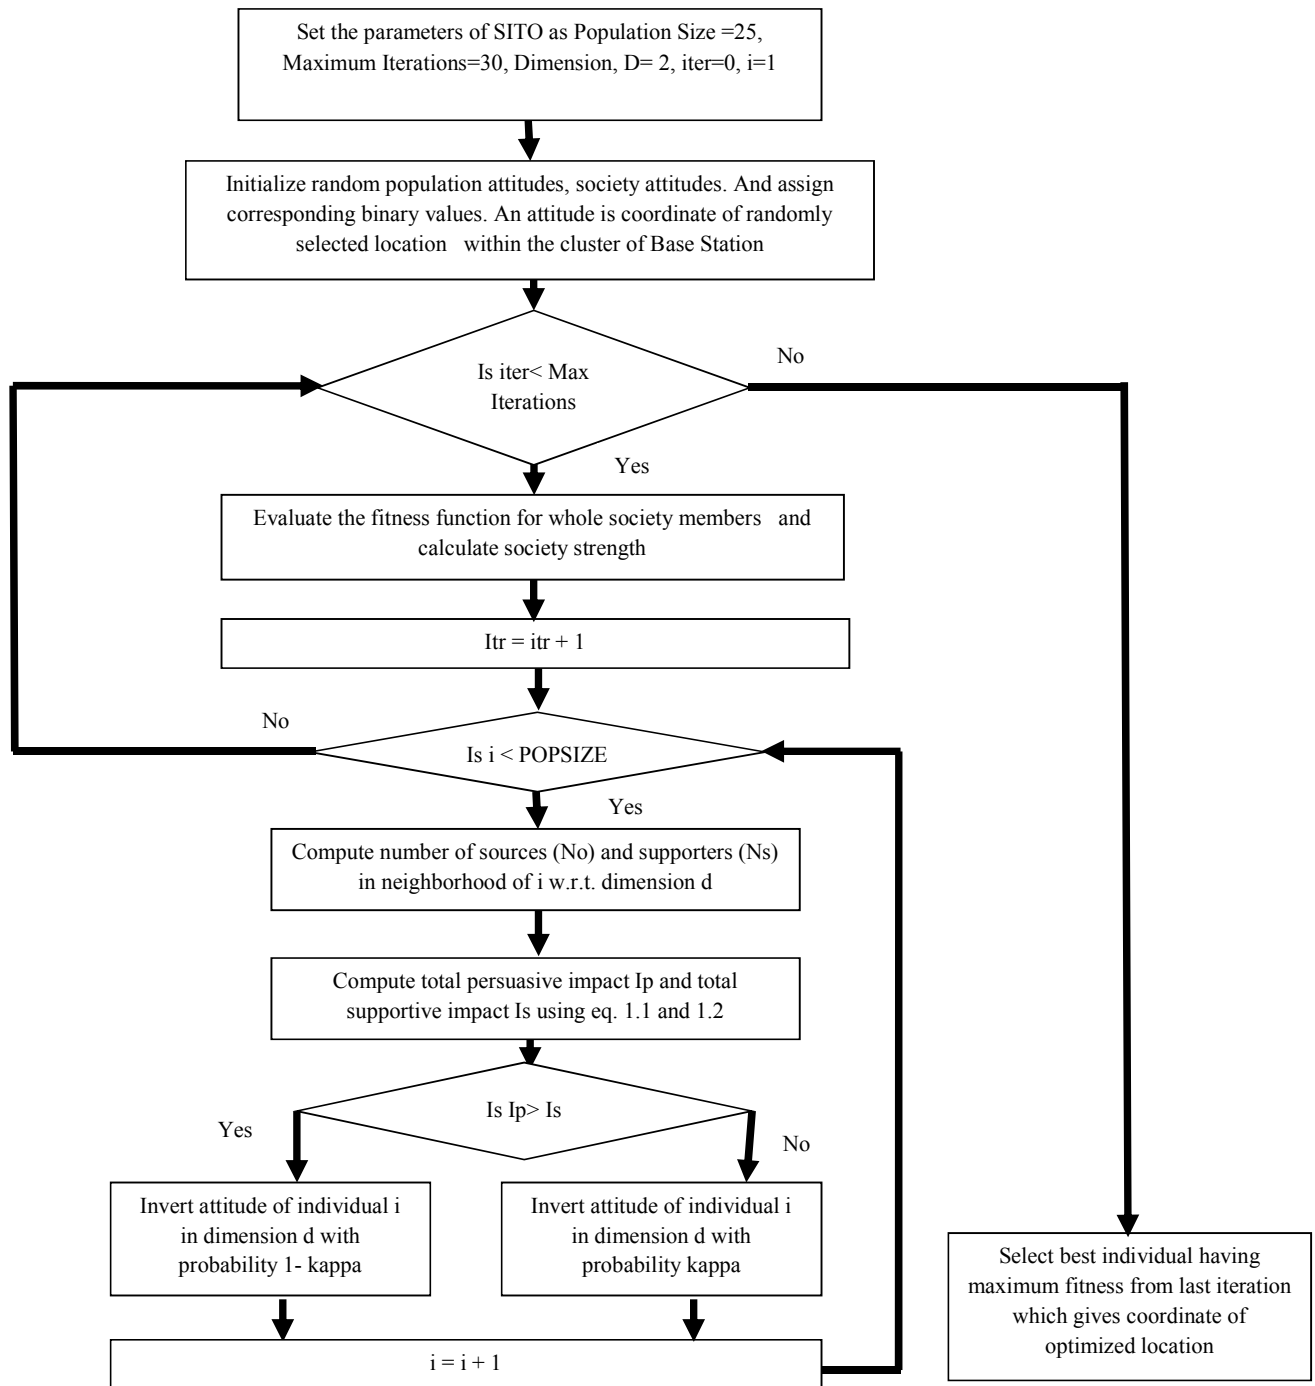 Set the parameters of SITO as Population Size =25,
Maximum Iterations=30, Dimension, D= 2, iter=0, i=1
Initialize random population attitudes, society attitudes. And assign
corresponding binary values. An attitude is coordinate of randomly
selected location within the cluster of Base Station
Is iter< Max
Iterations
No
Yes
Evaluate the fitness function for whole society members and
calculate society strength
Itr = itr + 1
No
Is i < POPSIZE
Yes
Compute number of sources (No) and supporters (Ns)
in neighborhood of i w.r.t. dimension d
Compute total persuasive impact Ip and total
supportive impact Is using eq. 1.1 and 1.2
Is Ip> Is
Yes
No
Invert attitude of individual i
in dimension d with
probability 1- kappa
Invert attitude of individual i
in dimension d with
probability kappa
i = i + 1
Select best individual having
maximum fitness from last iteration
which gives coordinate of
optimized location